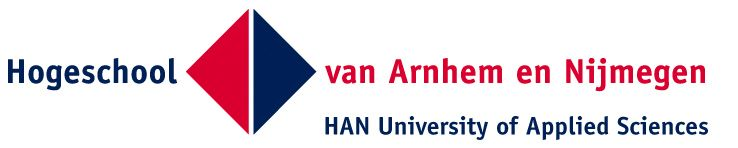 Hogeschool van Arnhem en Nijmegen
HAN University of Applied Sciences